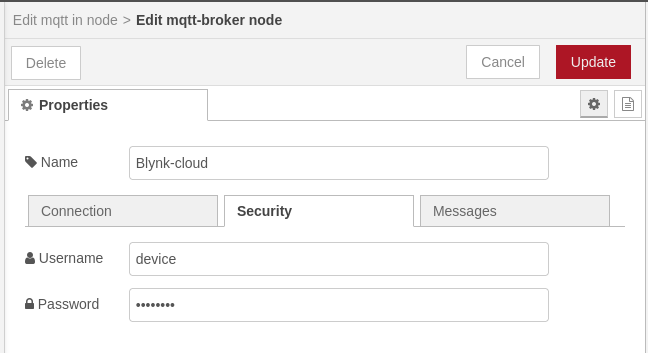 Edit mqtt in node > Edit mqtt-broker node
Delete
Cancel
Update
Properties
Name
Blynk-cloud
Connection
Security
Messages
Username
device
Password
••••••••